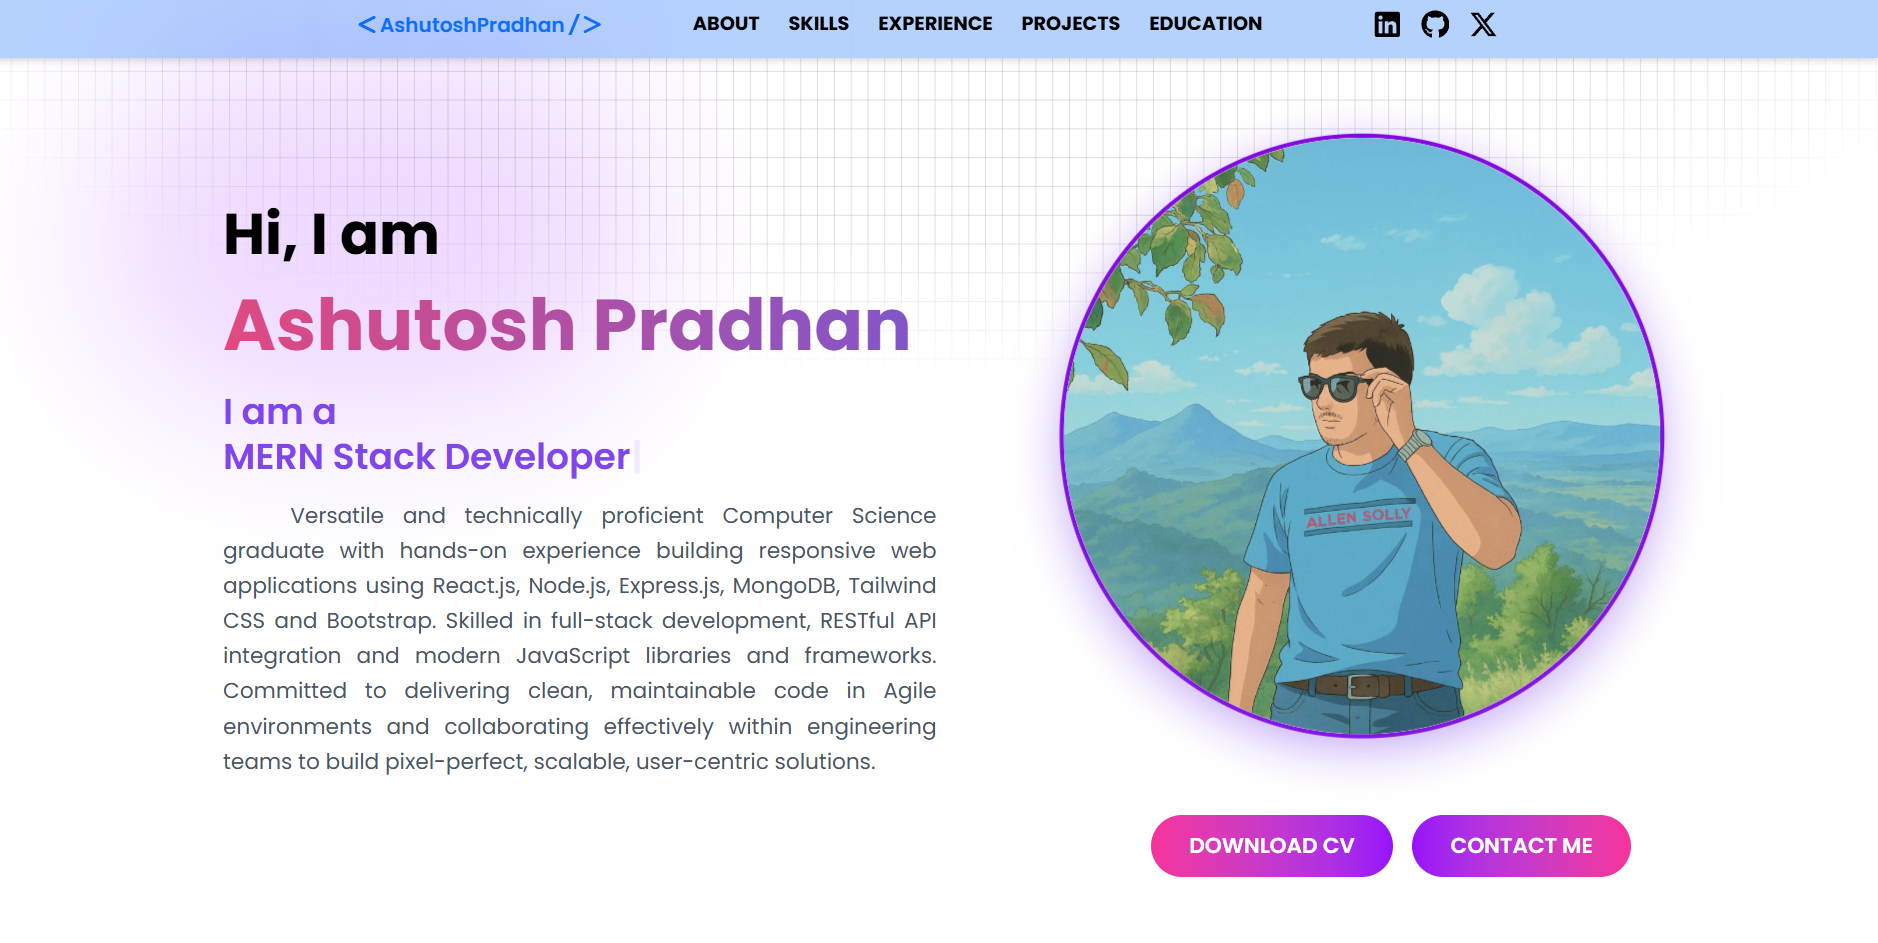 <AshutoshPradhan/>
ABOUT SKILLS EXPERIENCE PROJECTS EDUCATION
Hi, I am
Ashutosh Pradhan
I am a
MERN Stack Developer
Versatile and technically proficient Computer Science
graduate with hands-on experience building responsive web
applications using React.js, Node.js, Express.js, MongoDB, Tailwind
CSS and Bootstrap. Skilled in full-stack development, RESTful API
integration and modern JavaScript libraries and frameworks.
Committed to delivering clean, maintainable code in Agile
environments and collaborating effectively within engineering
teams to build pixel-perfect, scalable, user-centric solutions.
ALLEN SOLLY
DOWNLOAD CV
CONTACT ME